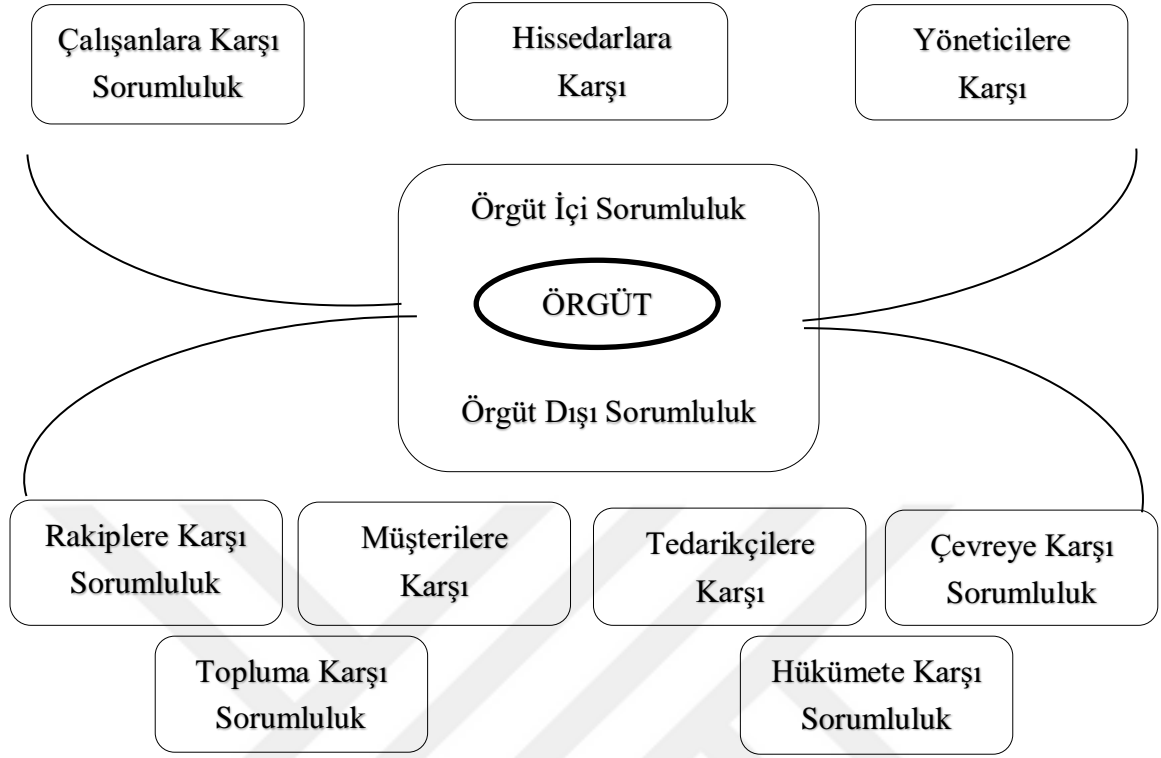 Çalışanlara Karşı
Sorumluluk
Hissedarlara
Karşı
Yöneticilere
Karşı
Örgüt İçi Sorumluluk
ÖRGÜT
Örgüt Dışı Sorumluluk
Rakiplere Karşı
Sorumluluk
Müşterilere
Karşı
Tedarikçilere
Karşı
Çevreye Karşı
Sorumluluk
Topluma Karşı
Sorumluluk
Hükümete Karşı
Sorumluluk